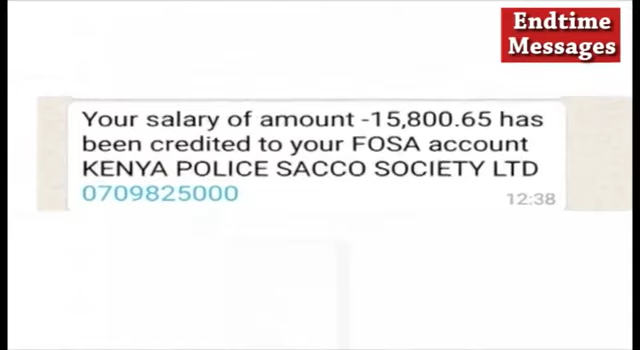 Endtime
Messages
Your salary of amount -15,800.65 has
been credited to your FOSA account
KENYA POLICE SACCO SOCIETY LTD
0709825000
12:38